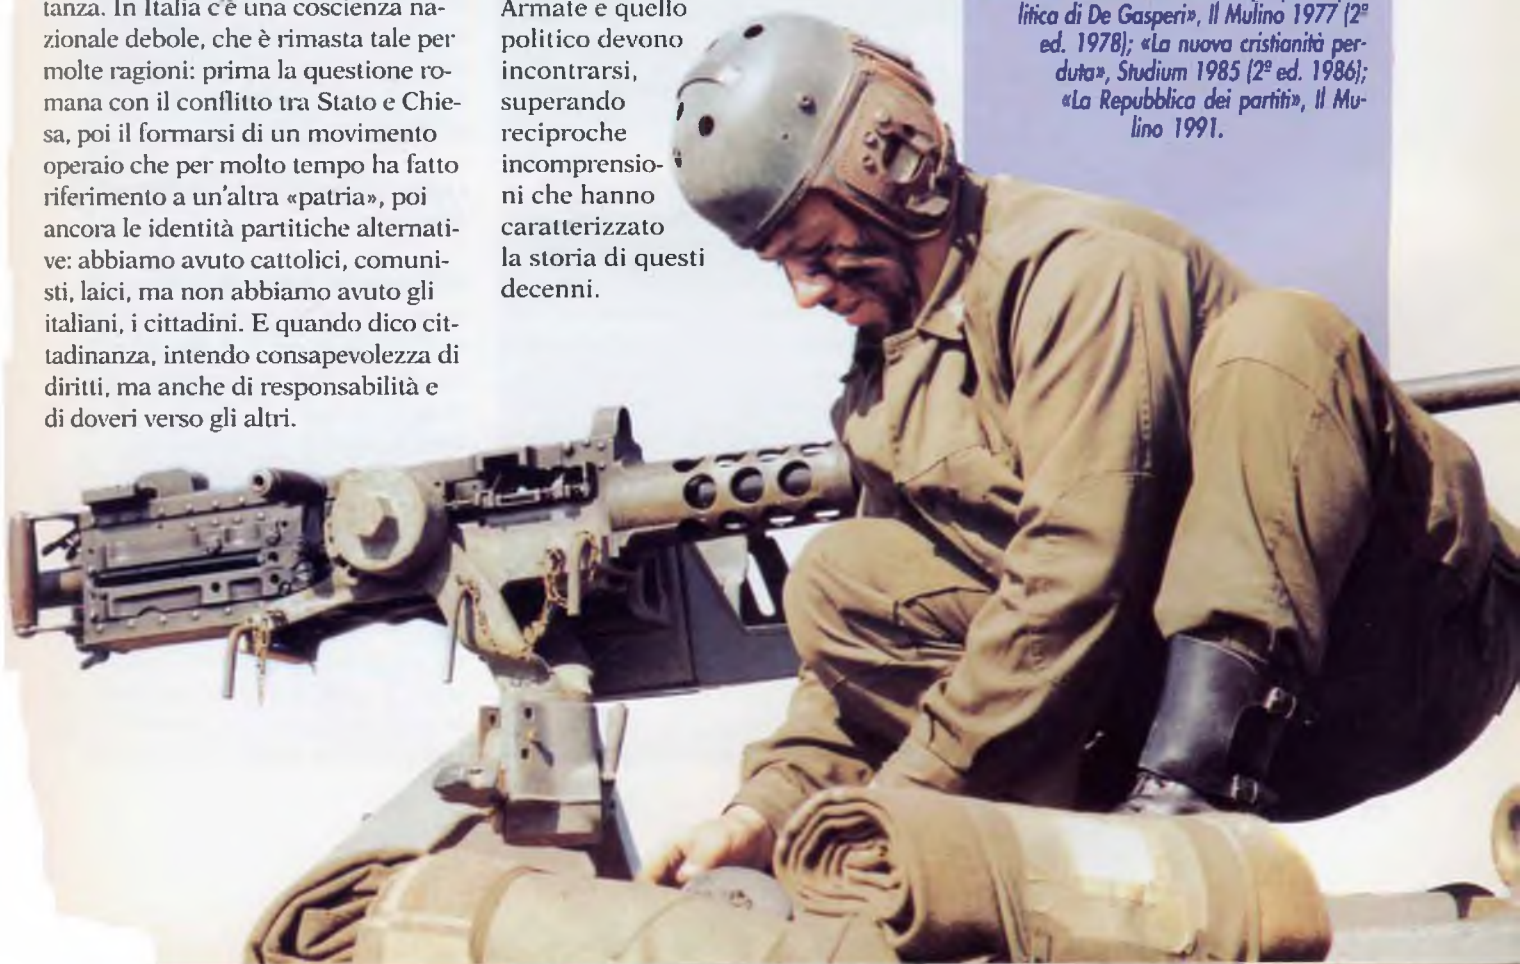 tanza. In Italia c'è una coscienza na-
zionale debole, che è rimasta tale per
molte ragioni: prima la questione ro-
mana con il conflitto tra Stato e Chie-
sa, poi il formarsi di un movimento
operaio che per molto tempo ha fatto
riferimento a un'altra «patria», poi
ancora le identità partitiche alternati-
ve: abbiamo avuto cattolici, comuni-
sti, laici, ma non abbiamo avuto gli
italiani, i cittadini. E quando dico cit-
tadinanza, intendo consapevolezza di
diritti, ma anche di responsabilità e
di doveri verso gli altri.
Armate e quello
politico devono
incontrarsi,
superando
reciproche
incomprensio-
ni che hanno
caratterizzato
la storia di questi
decenni.
litica di De Gasperi», Il Mulino 1977 (2ª
ed. 1978); «La nuova cristianità per-
duta», Studium 1985 (2ª ed. 1986);
«La Repubblica dei partiti», Il Mu-
lino 1991.